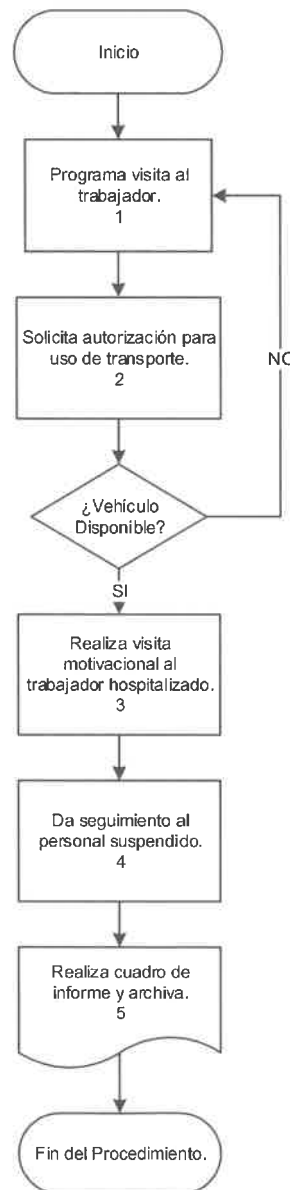 Inicio
Programa visita al
trabajador.
1
Solicita autorización para
uso de transporte.
2
NO
¿Vehículo
Disponible?
SI
Realiza visita
motivacional al
trabajador hospitalizado.
3
Da seguimiento al
personal suspendido.
4
Realiza cuadro de
informe y archiva.
5
Fin del Procedimiento.